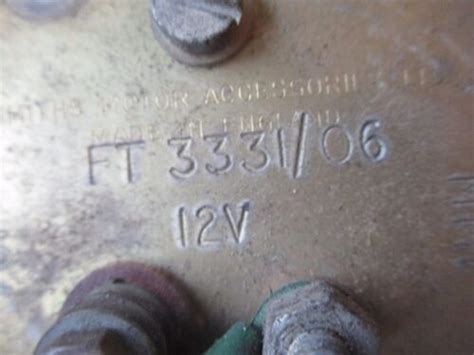 MOTOR ACCESSORIES
MADE IN ENGLAND
FT 3331/06
12V